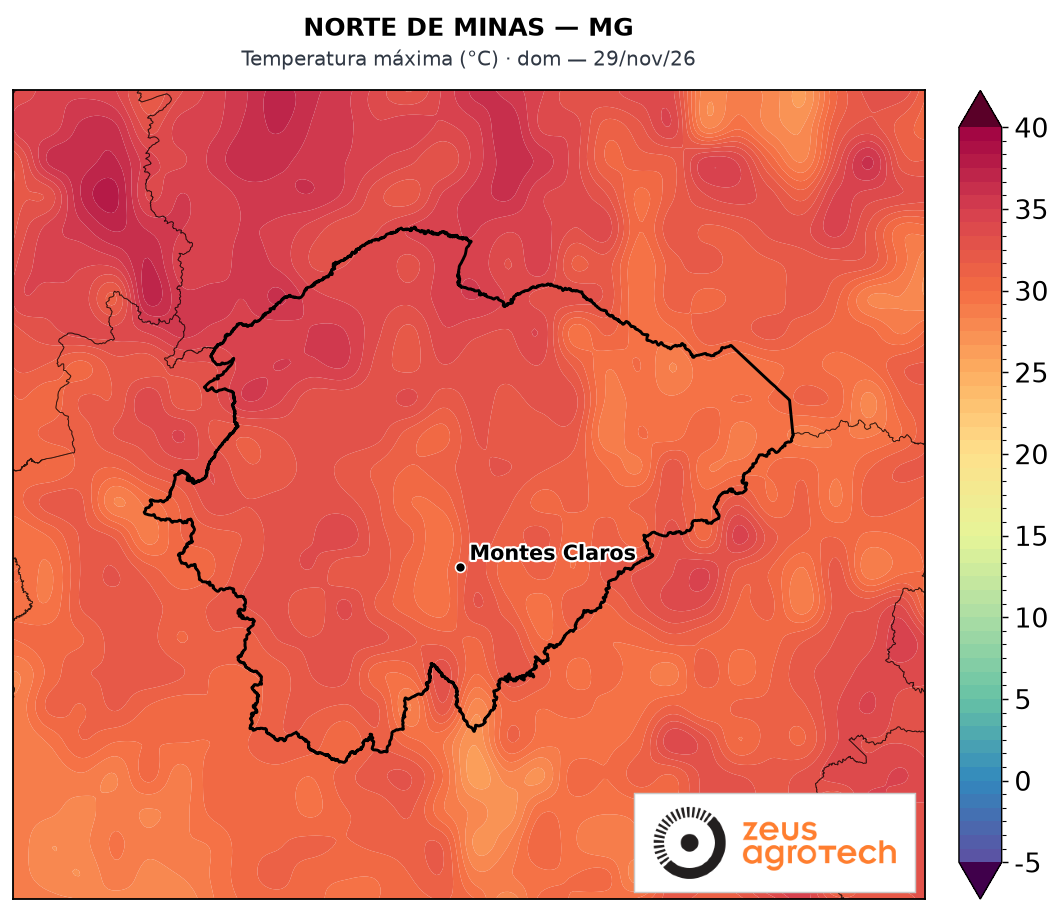 NORTE DE MINAS — MG
Temperatura máxima (°C) · dom — 29/nov/26
40
35
30
25
20
15
10
5
0
-5
Montes Claros
zeus
agrotech